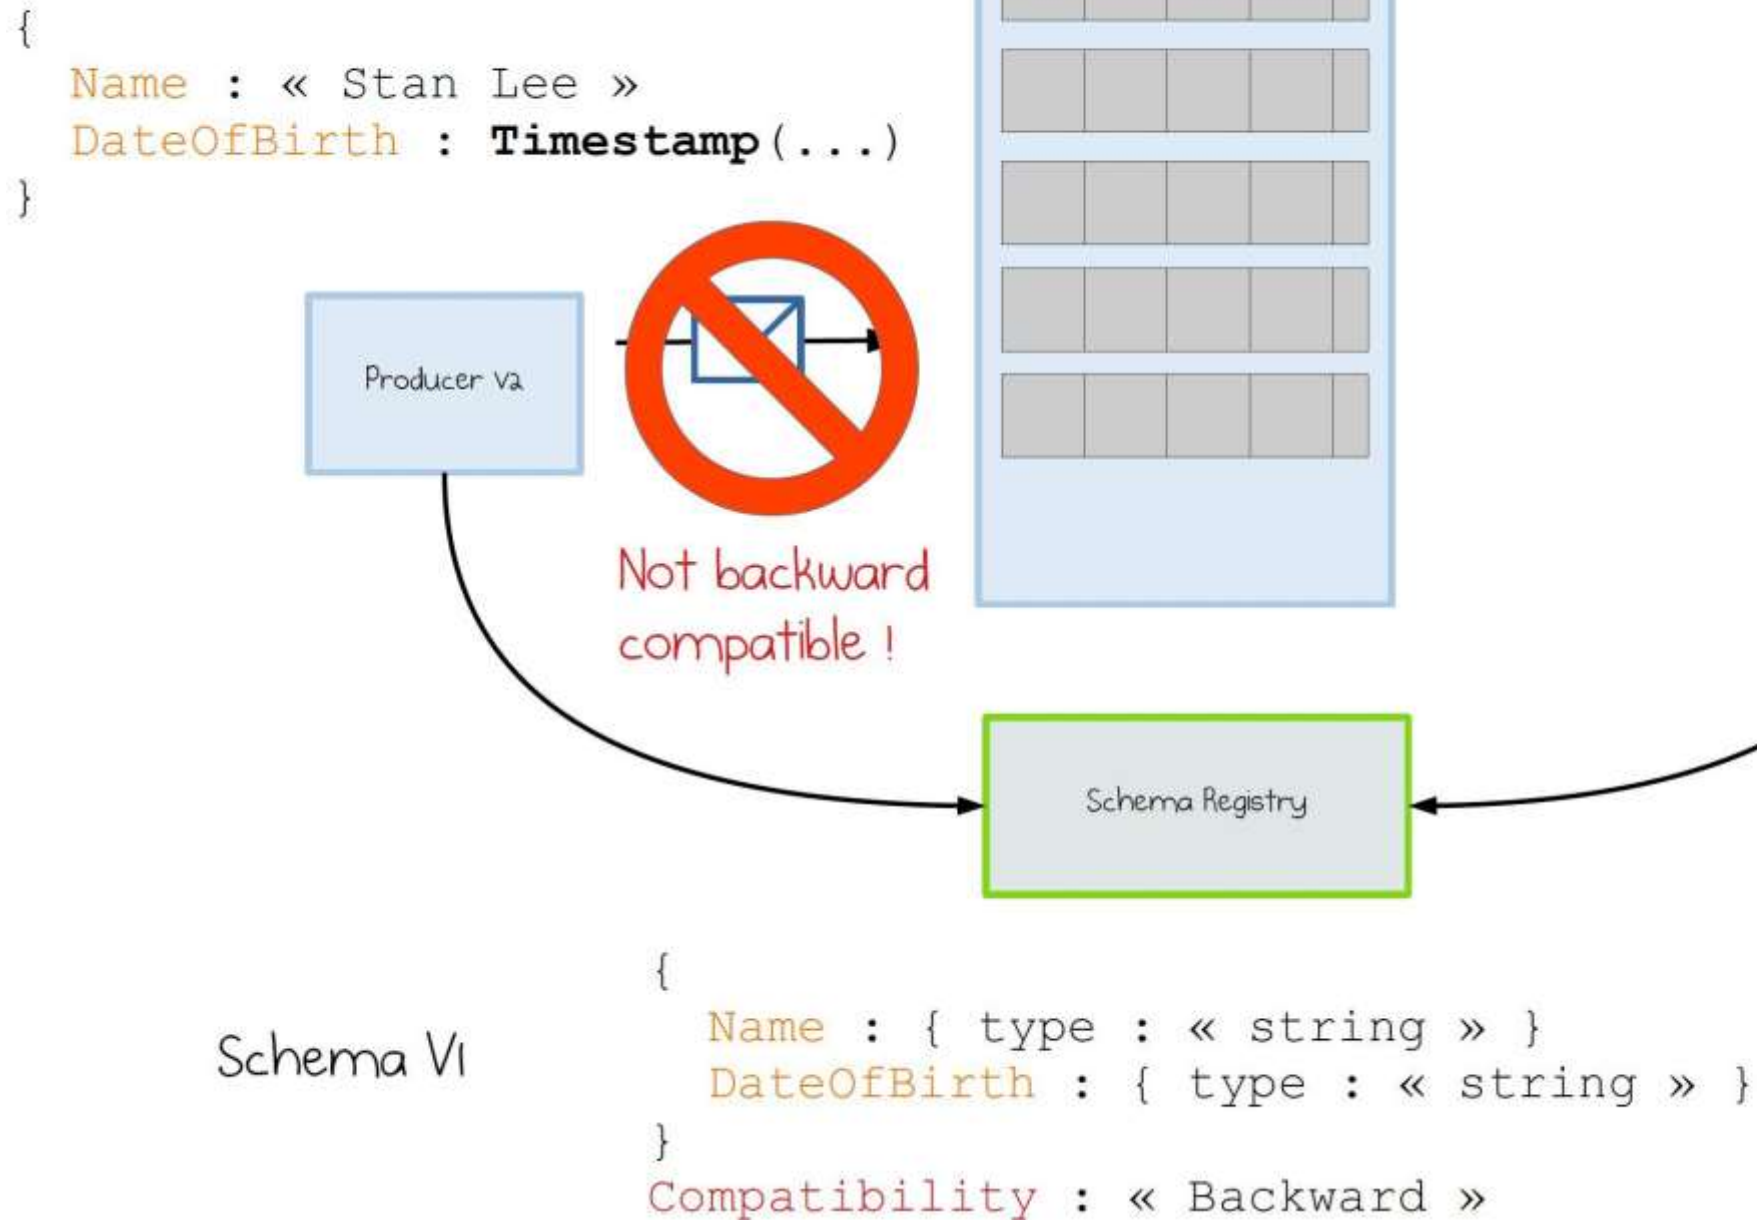 {
Name : « Stan Lee »
DateOfBirth : Timestamp(...)
}
Producer v2
Not backward
compatible !
Schema Registry
Schema V1
{
Name : { type : « string » }
DateOfBirth : { type : « string » }
}
Compatibility : « Backward »